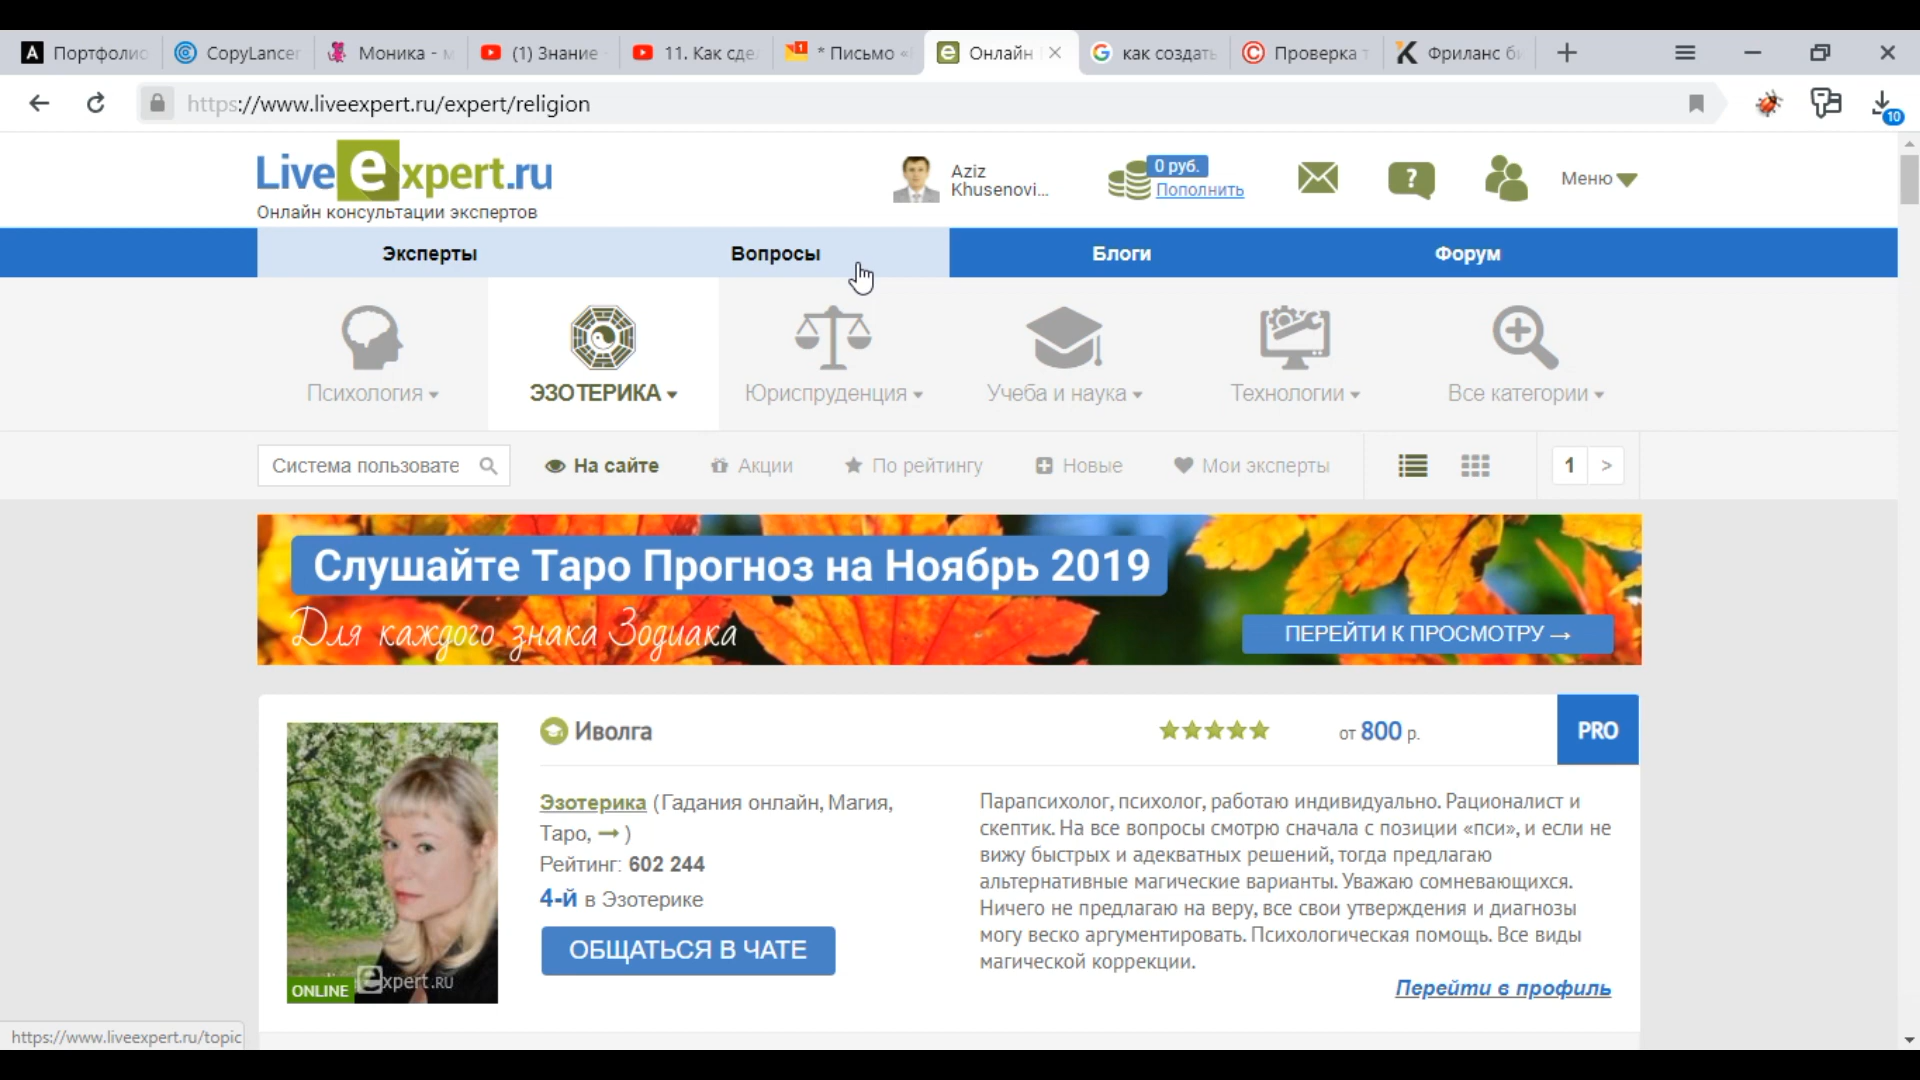 Портфолио CopyLancer Моника - м (1) Знание - 11. Как сде * Письмо « Онлайн как создать Проверка т Фриланс би
https://www.liveexpert.ru/expert/religion
10
Liveexpert.ru
Онлайн консультации экспертов
Aziz
Khusenovi...
0 руб.
Пополнить
Меню
Эксперты Вопросы Блоги Форум
Психология ЭЗОТЕРИКА Юриспруденция Учеба и наука Технологии Все категории
Система пользовате На сайте Акции По рейтингу Новые Мои эксперты 1 >
Слушайте Таро Прогноз на Ноябрь 2019
Для каждого знака Зодиака
ПЕРЕЙТИ К ПРОСМОТРУ →
Иволга от 800 р. PRO
Эзотерика (Гадания онлайн, Магия,
Таро, → )
Рейтинг: 602 244
4-й в Эзотерике
ОБЩАТЬСЯ В ЧАТЕ
Парапсихолог, психолог, работаю индивидуально. Рационалист и
скептик. На все вопросы смотрю сначала с позиции «пси», и если не
вижу быстрых и адекватных решений, тогда предлагаю
альтернативные магические варианты. Уважаю сомневающихся.
Ничего не предлагаю на веру, все свои утверждения и диагнозы
могу веско аргументировать. Психологическая помощь. Все виды
магической коррекции.
Перейти в профиль
ONLINE
expert.RU
https://www.liveexpert.ru/topic